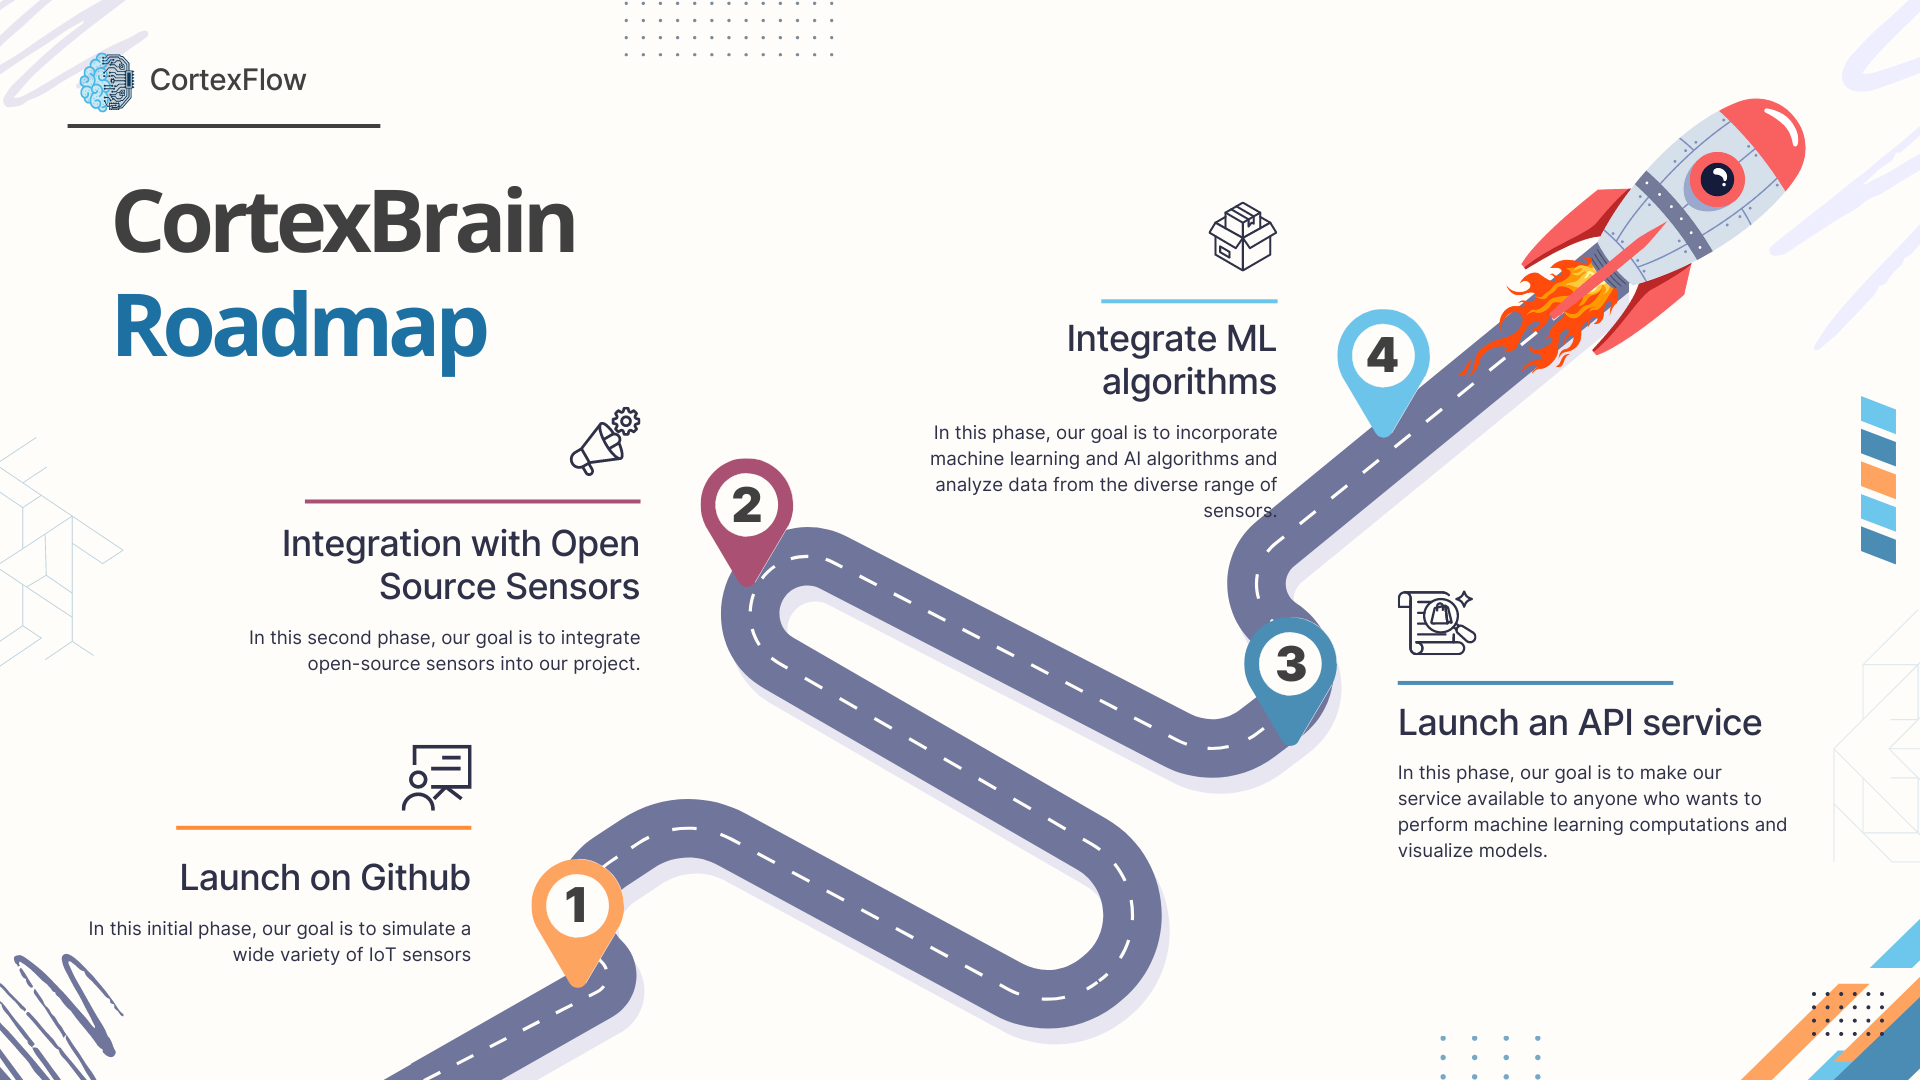 CortexFlow
CortexBrain
Roadmap
1
Launch on Github
In this initial phase, our goal is to simulate a
wide variety of IoT sensors
2
Integration with Open
Source Sensors
In this second phase, our goal is to integrate
open-source sensors into our project.
3
Launch an API service
In this phase, our goal is to make our
service available to anyone who wants to
perform machine learning computations and
visualize models.
4
Integrate ML
algorithms
In this phase, our goal is to incorporate
machine learning and AI algorithms and
analyze data from the diverse range of
sensors.